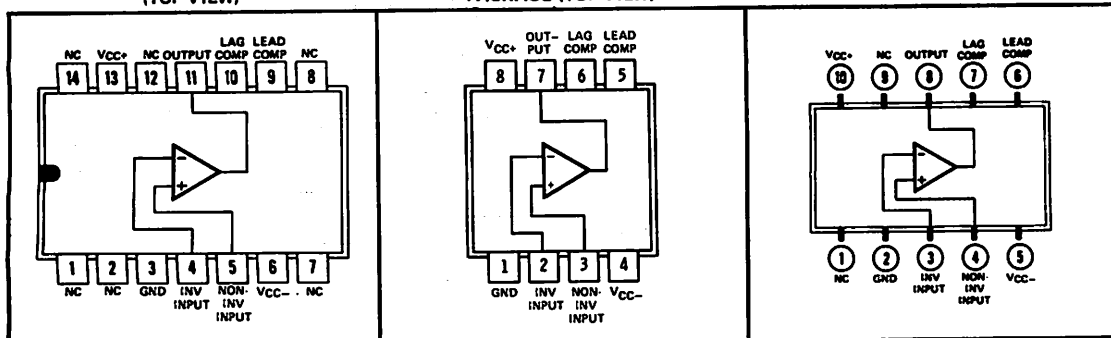 (TOP VIEW)
NC VCC+ NC OUTPUT LAG COMP LEAD COMP NC
14 13 12 11 10 9 8
− +
1 2 3 4 5 6 7
NC NC GND INV INPUT NON-INV INPUT VCC− NC
VCC+ OUT-PUT LAG COMP LEAD COMP
8 7 6 5
− +
1 2 3 4
GND INV INPUT NON-INV INPUT VCC−
VCC+ NC OUTPUT LAG COMP LEAD COMP
10 9 8 7 6
− +
1 2 3 4 5
NC GND INV INPUT NON-INV INPUT VCC−